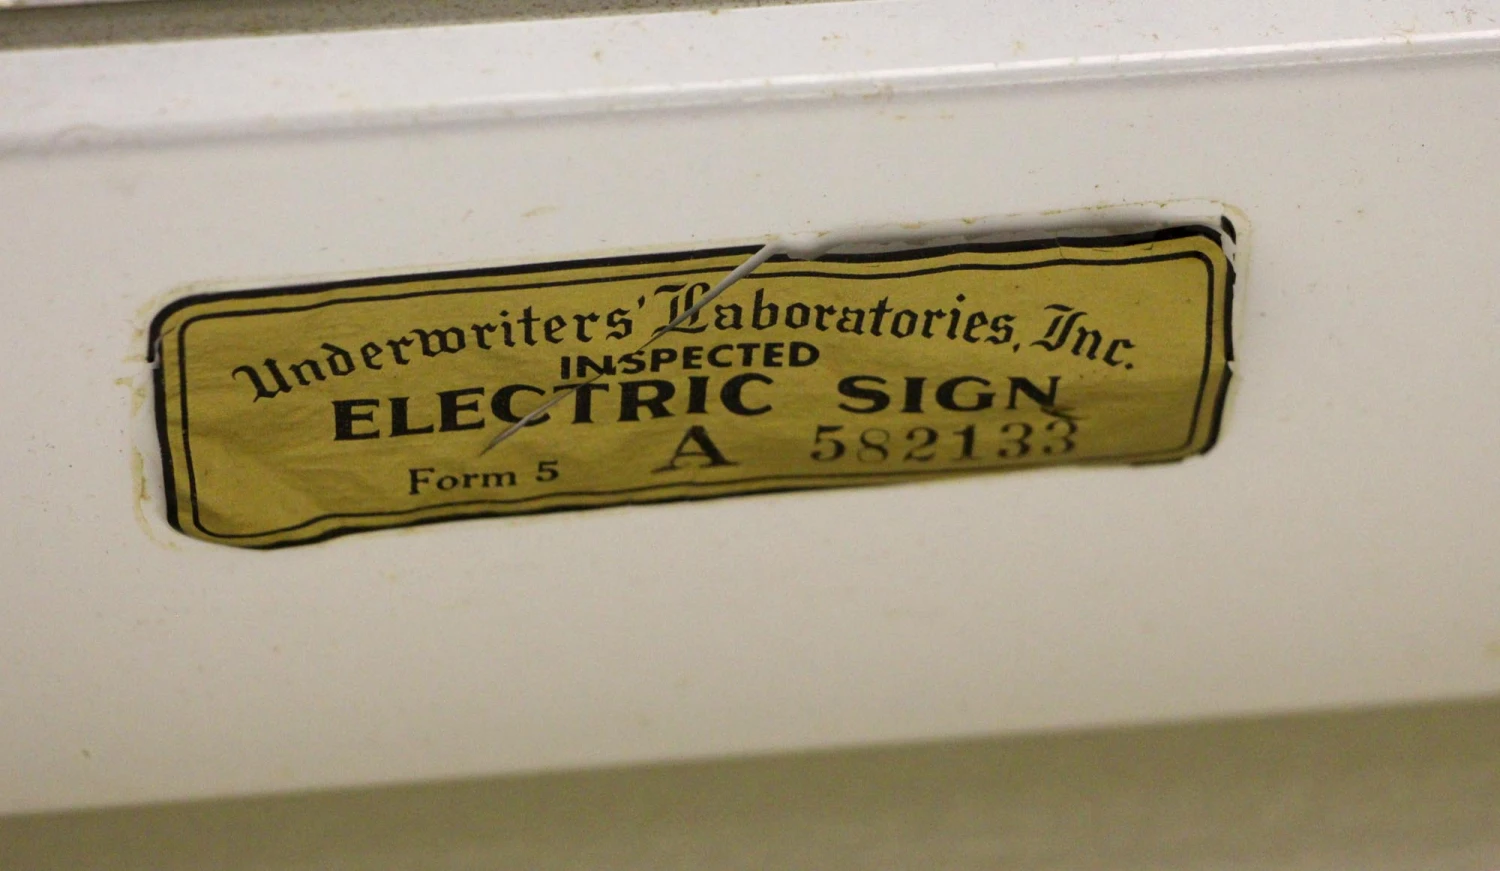 Underwriters' Laboratories, Inc.
INSPECTED
ELECTRIC SIGN
Form 5 A 582133